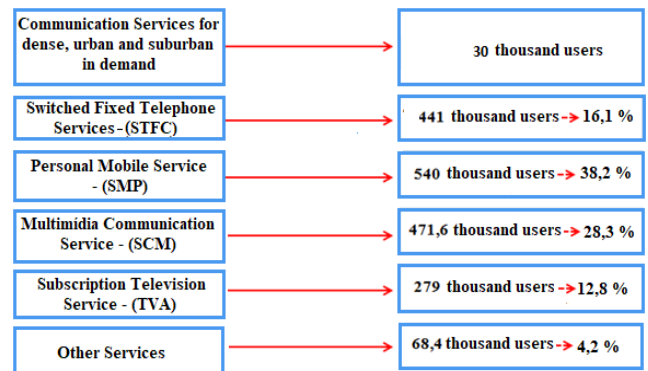 Communication Services for
dense, urban and suburban
in demand
30 thousand users
Switched Fixed Telephone
Services-(STFC)
441 thousand users 16,1 %
Personal Mobile Service
- (SMP)
540 thousand users 38,2 %
Multimidia Communication
Service - (SCM)
471,6 thousand users 28,3 %
Subscription Television
Service - (TVA)
279 thousand users 12,8 %
Other Services
68,4 thousand users 4,2 %